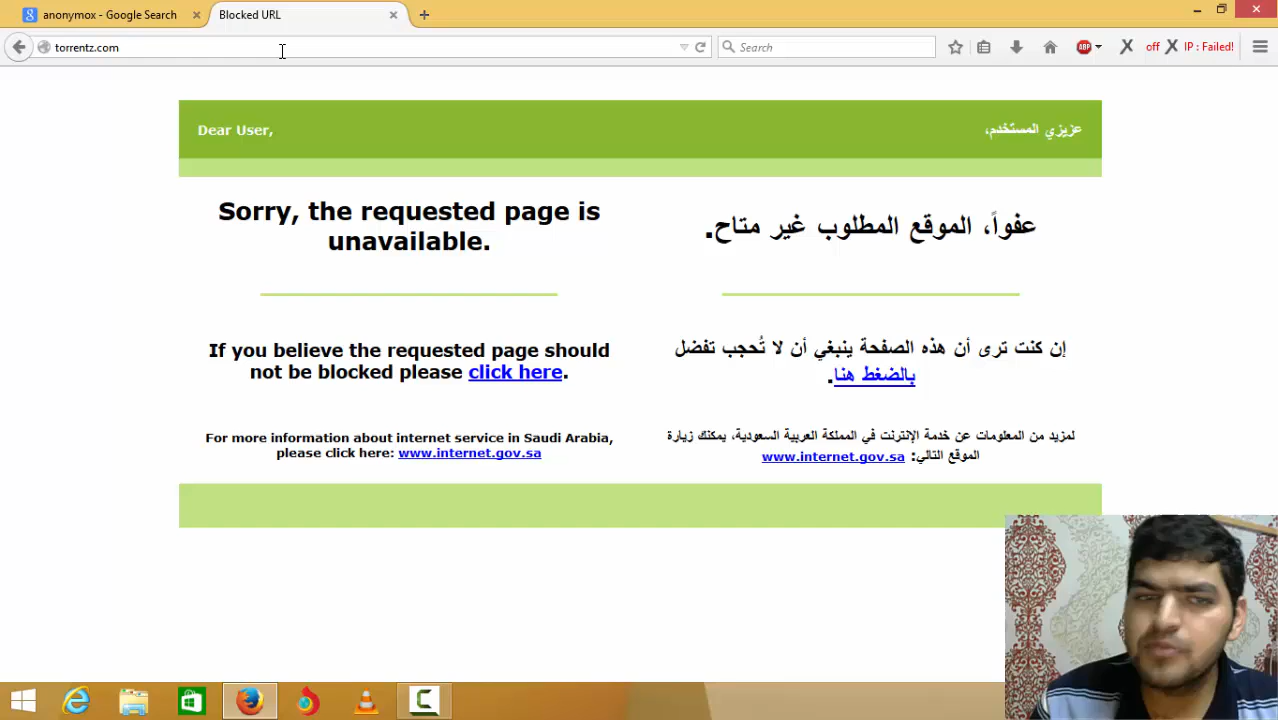 anonymox - Google Search
Blocked URL
torrentz.com
Search
ABP
off
IP : Failed!
Dear User,
عزيزي المستخدم،
Sorry, the requested page is
unavailable.
عفواً، الموقع المطلوب غير متاح.
If you believe the requested page should
not be blocked please click here.
إن كنت ترى أن هذه الصفحة ينبغي أن لا تُحجب تفضل
بالضغط هنا.
For more information about internet service in Saudi Arabia,
please click here: www.internet.gov.sa
لمزيد من المعلومات عن خدمة الإنترنت في المملكة العربية السعودية، يمكنك زيارة
الموقع التالي: www.internet.gov.sa